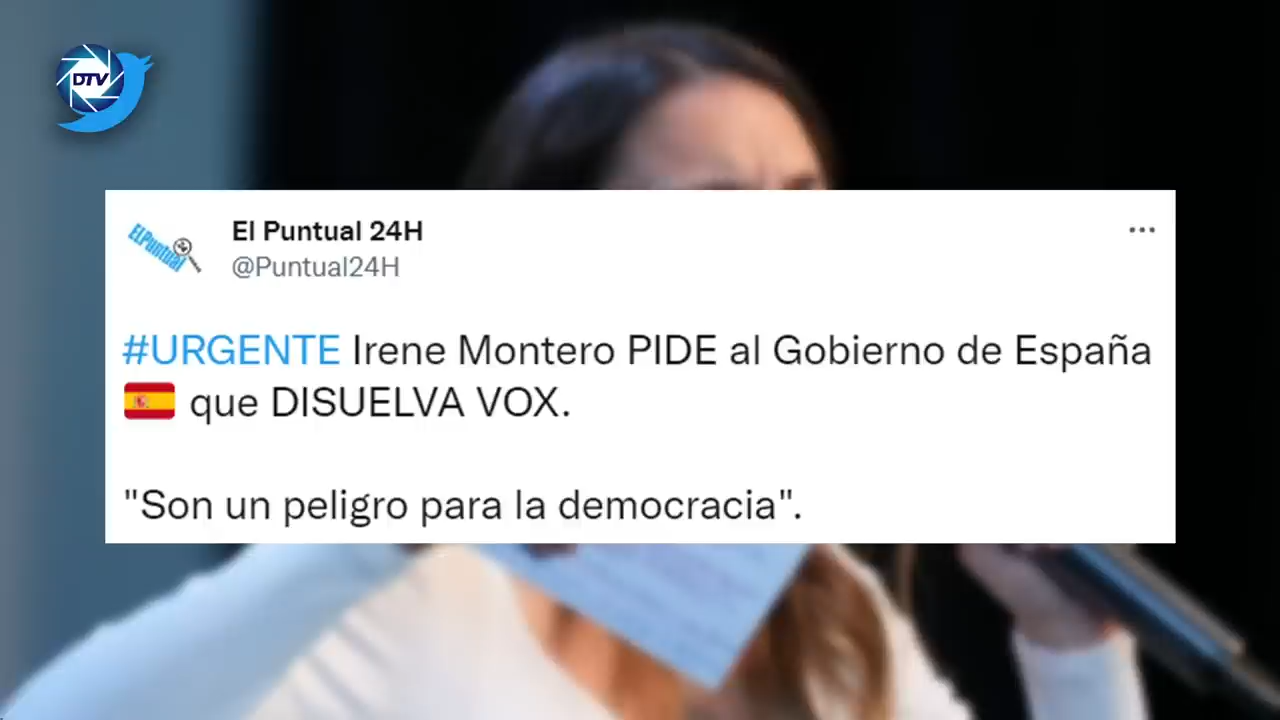 DTV
ELPuntual
El Puntual 24H
@Puntual24H
#URGENTE Irene Montero PIDE al Gobierno de España
🇪🇸 que DISUELVA VOX.
"Son un peligro para la democracia".